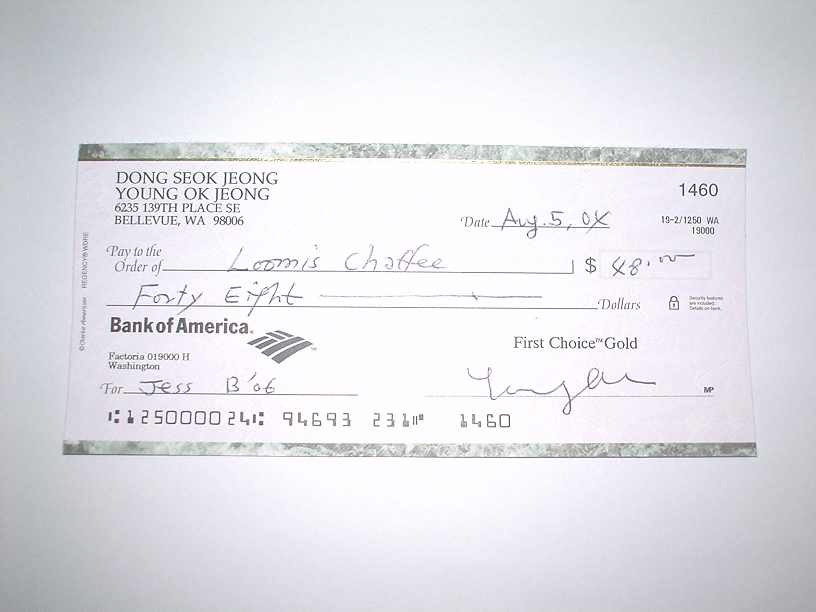 DONG SEOK JEONG
YOUNG OK JEONG
6235 139TH PLACE SE
BELLEVUE, WA 98006
1460
19-2/1250 WA
19000
Date Aug. 5, 04
Pay to the
Order of Loomis Chaffee $ 48.00
Forty Eight Dollars
Security features
are included.
Details on back.
Bank of America.
First Choice™ Gold
Factoria 019000 H
Washington
For Jess B'06
MP
⑆125000024⑆ 94693 231⑈ 1460
© Clarke American REGENCY® WDRE